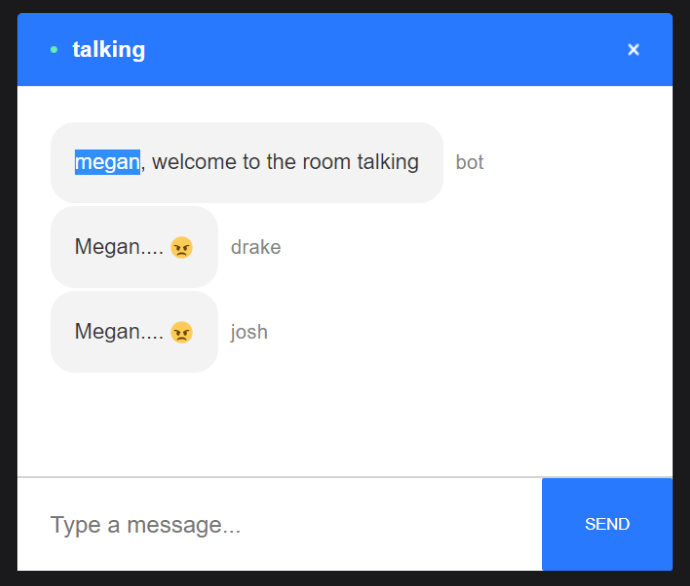 talking
megan, welcome to the room talking bot
Megan.... 😠 drake
Megan.... 😠 josh
Type a message... SEND